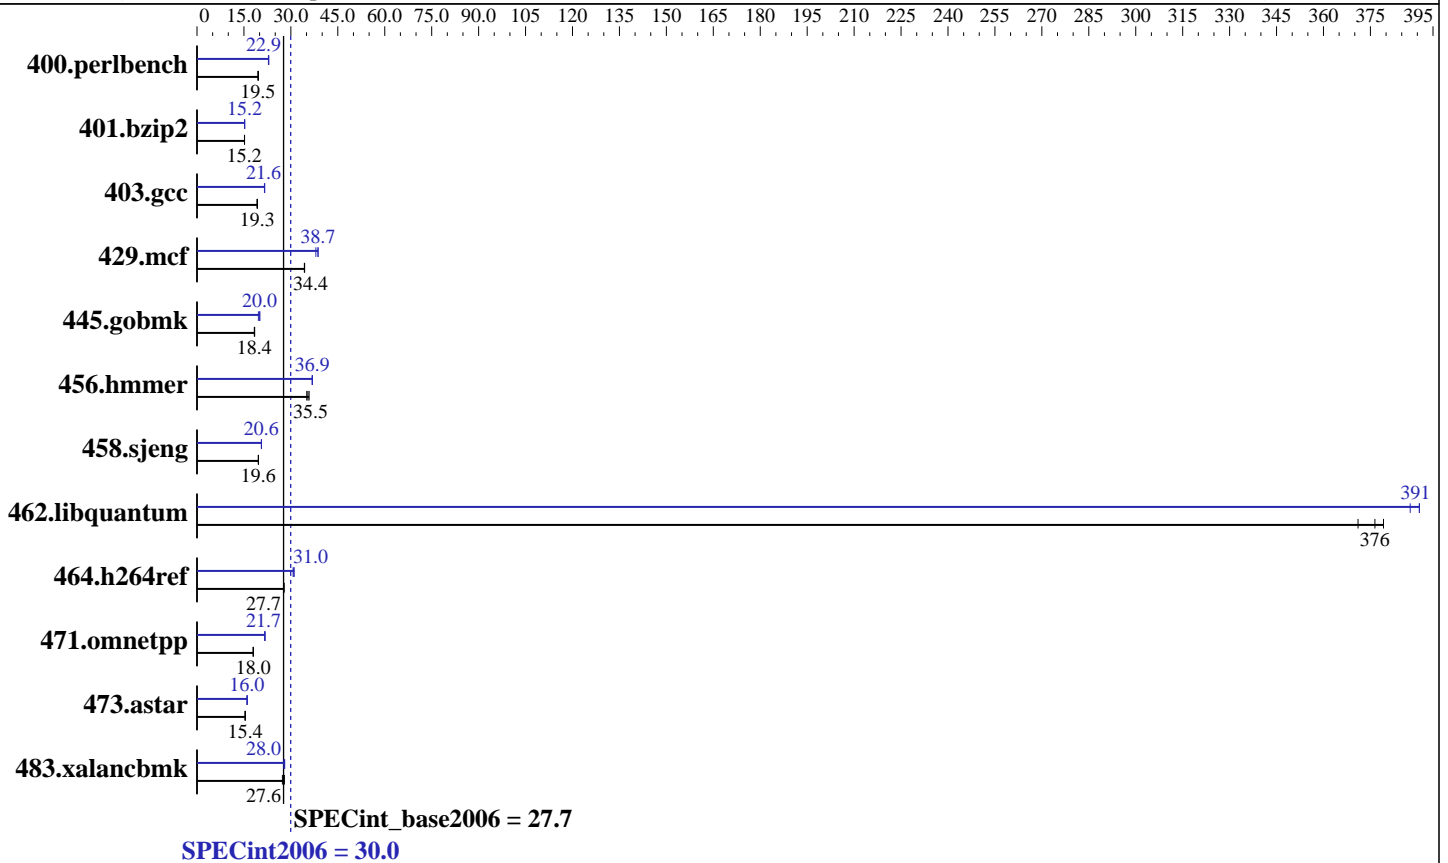 0 15.0 30.0 45.0 60.0 75.0 90.0 105 120 135 150 165 180 195 210 225 240 255 270 285 300 315 330 345 360 375 395
22.9
400.perlbench
19.5
15.2
401.bzip2
15.2
21.6
403.gcc
19.3
38.7
429.mcf
34.4
20.0
445.gobmk
18.4
36.9
456.hmmer
35.5
20.6
458.sjeng
19.6
391
462.libquantum
376
31.0
464.h264ref
27.7
21.7
471.omnetpp
18.0
16.0
473.astar
15.4
28.0
483.xalancbmk
27.6
SPECint_base2006 = 27.7
SPECint2006 = 30.0